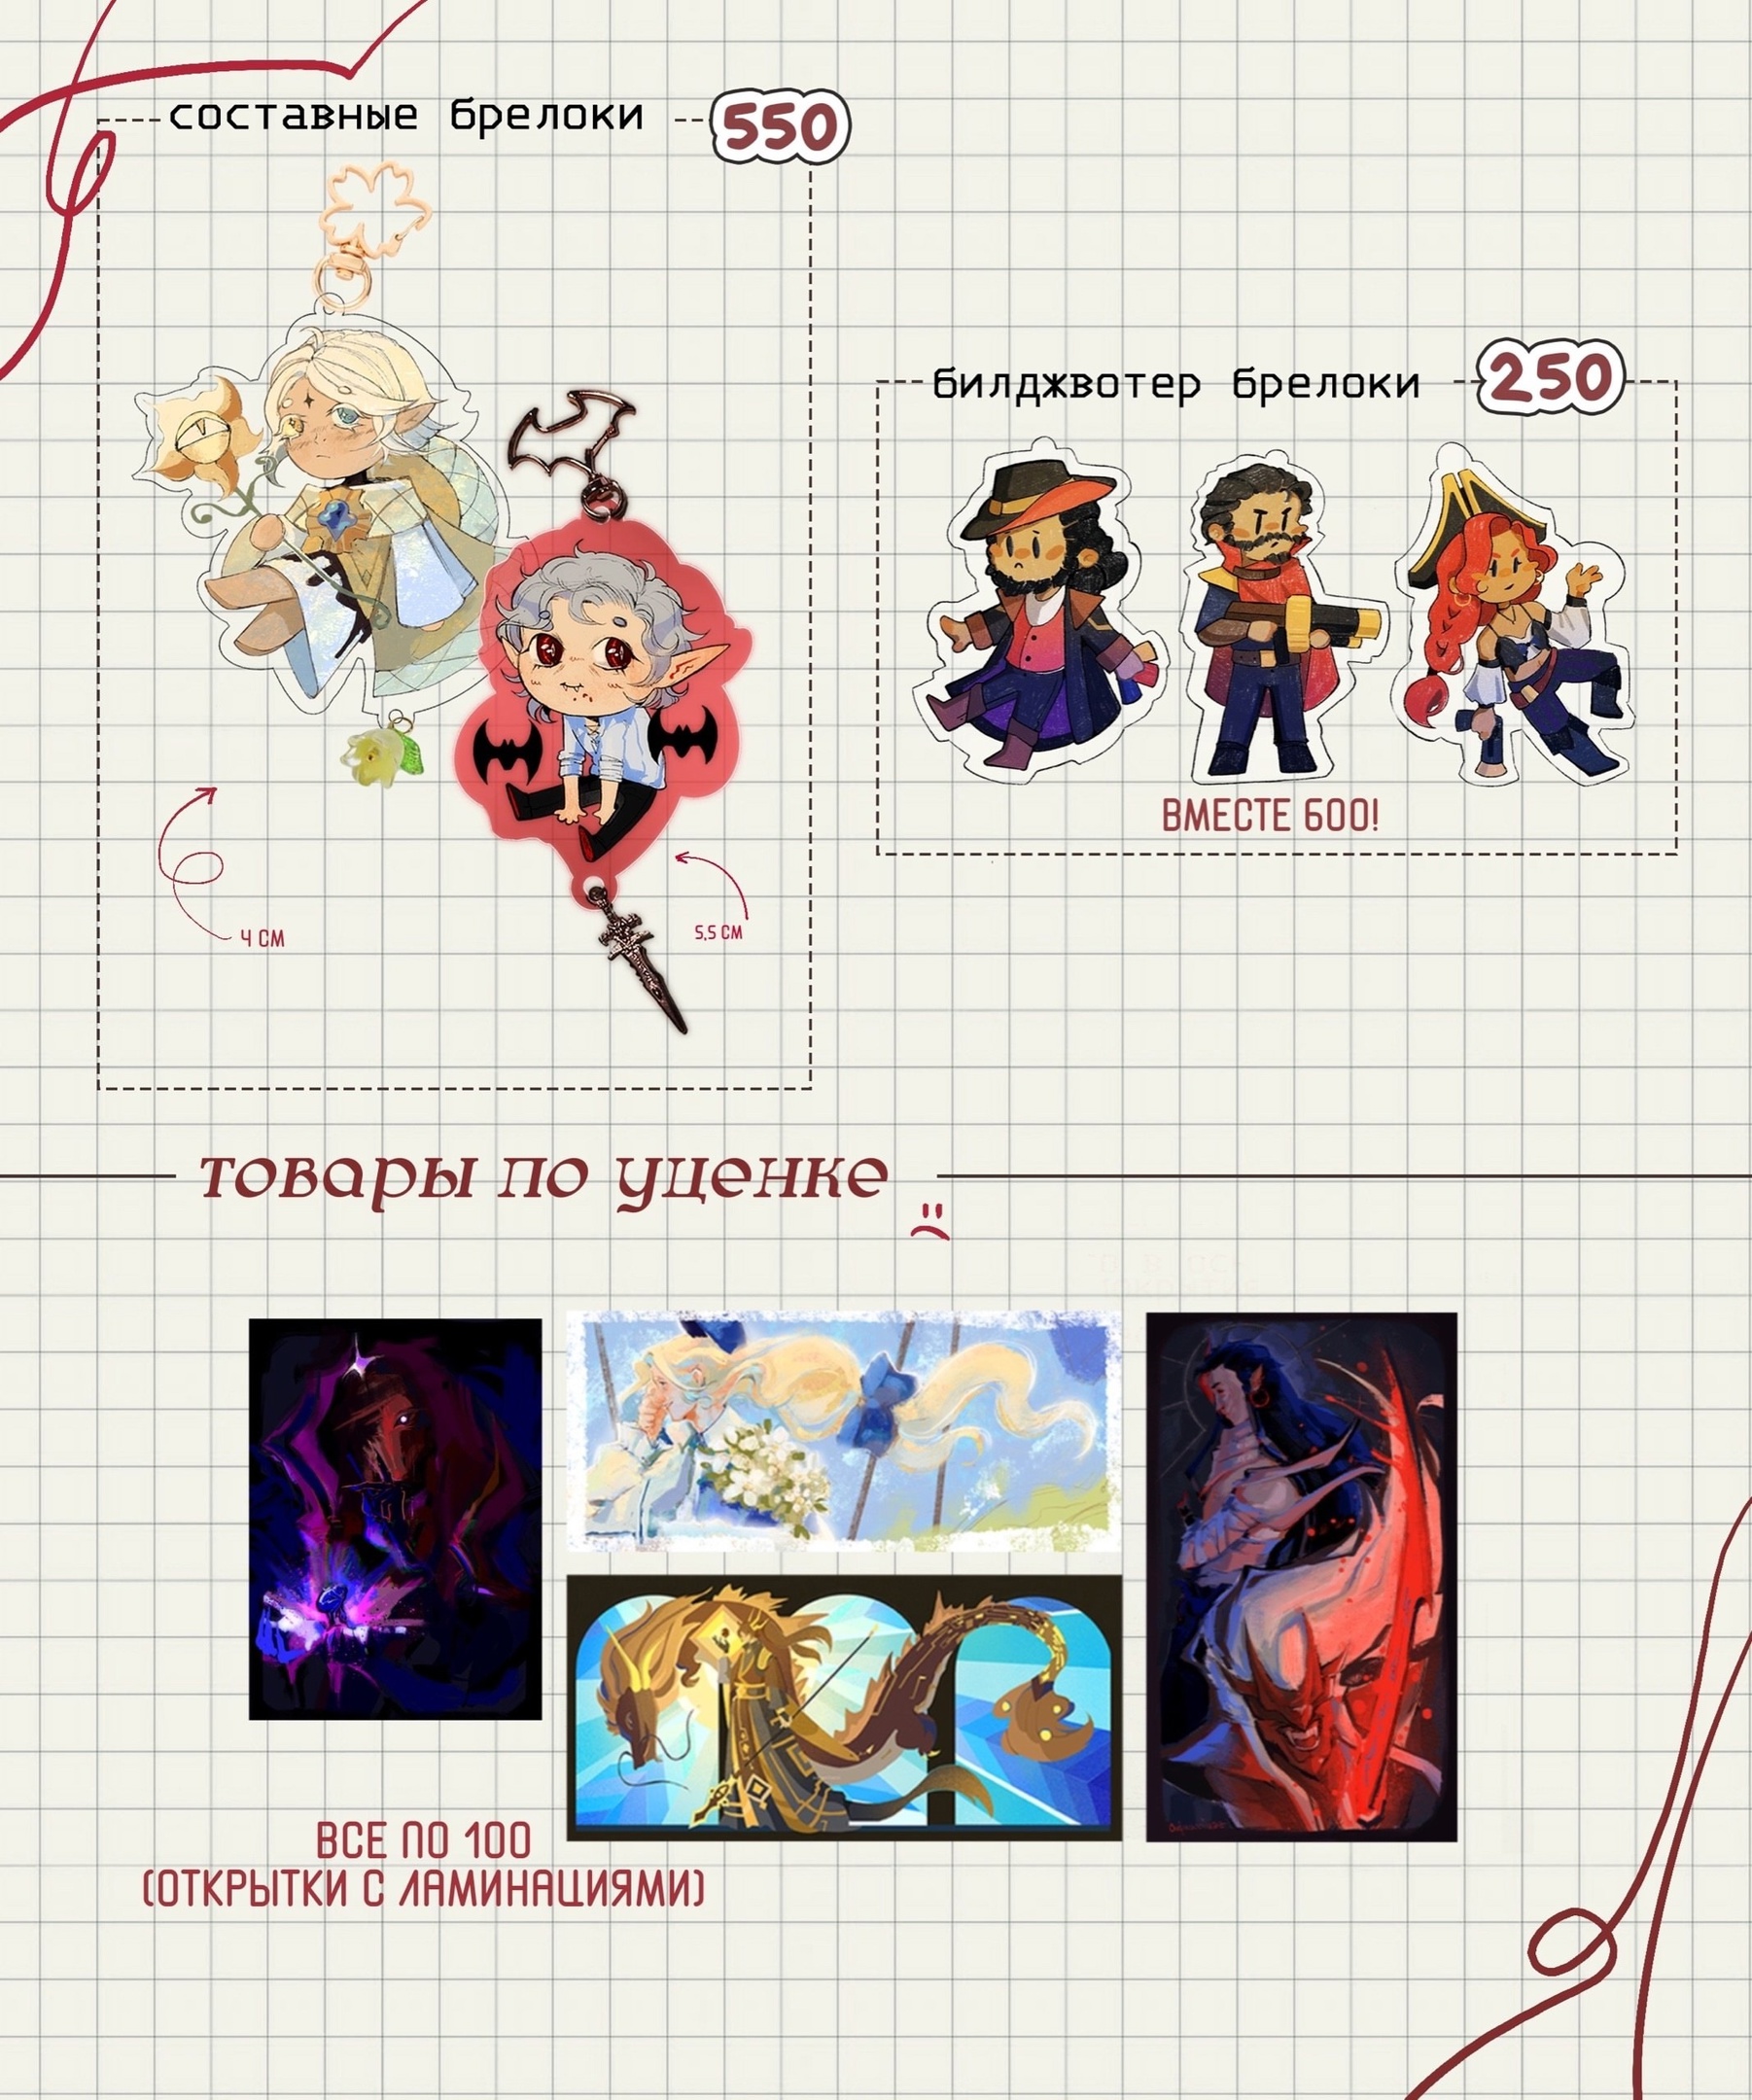 составные брелоки
550
билджвотер брелоки
250
ВМЕСТЕ 600!
4 СМ
5,5 СМ
товары по уценке
ВСЕ ПО 100
(ОТКРЫТКИ С ЛАМИНАЦИЯМИ)